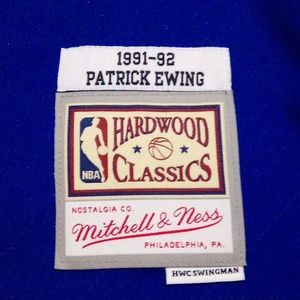 1991-92
PATRICK EWING
NBA
HARDWOOD
CLASSICS
NOSTALGIA CO.
Mitchell & Ness
PHILADELPHIA, PA.
HWC SWINGMAN